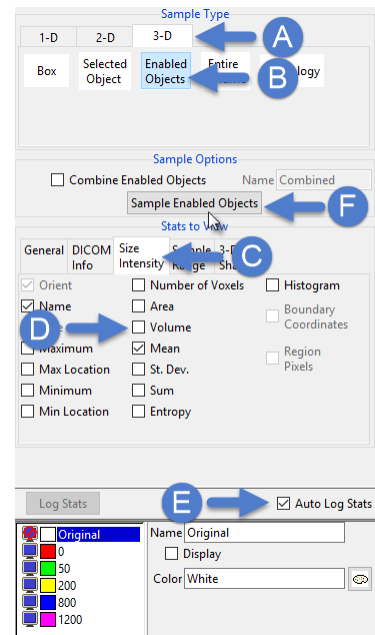 Sample Type
1-D 2-D 3-D
A
Box Selected Object Enabled Objects Entire
B
Sample Options
Combine Enabled Objects Name Combined
Sample Enabled Objects
F
Stats to View
General DICOM Info Size Intensity
C
Orient Number of Voxels Histogram
Name Area Boundary Coordinates
D
Volume
Maximum Mean Region Pixels
Max Location St. Dev.
Minimum Sum
Min Location Entropy
Log Stats E Auto Log Stats
Original Name Original
0 Display
50
200 Color White
800
1200